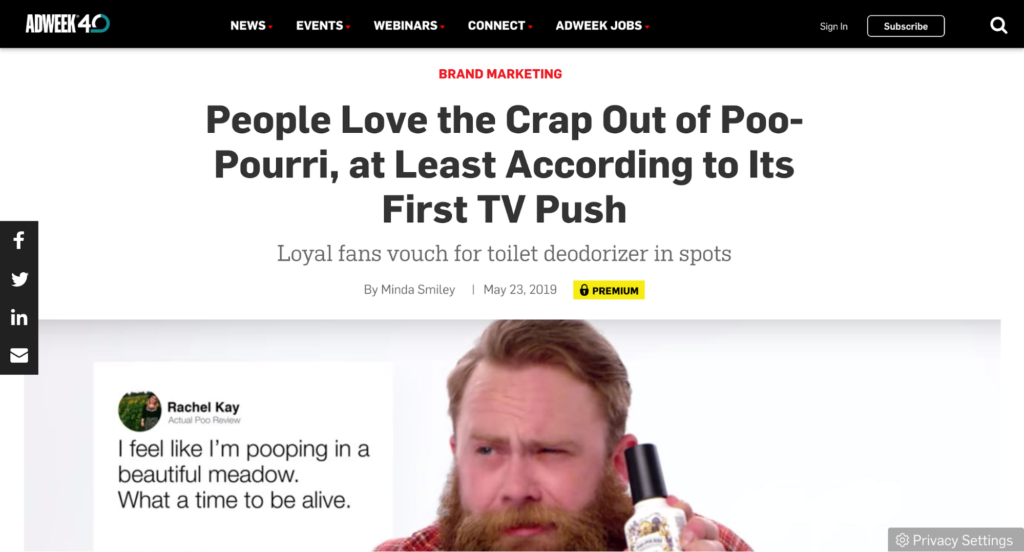 ADWEEK 40
NEWS EVENTS WEBINARS CONNECT ADWEEK JOBS Sign In Subscribe
BRAND MARKETING
People Love the Crap Out of Poo-
Pourri, at Least According to Its
First TV Push
Loyal fans vouch for toilet deodorizer in spots
By Minda Smiley | May 23, 2019 PREMIUM
Rachel Kay
Actual Poo Review
I feel like I'm pooping in a
beautiful meadow.
What a time to be alive.
Privacy Settings